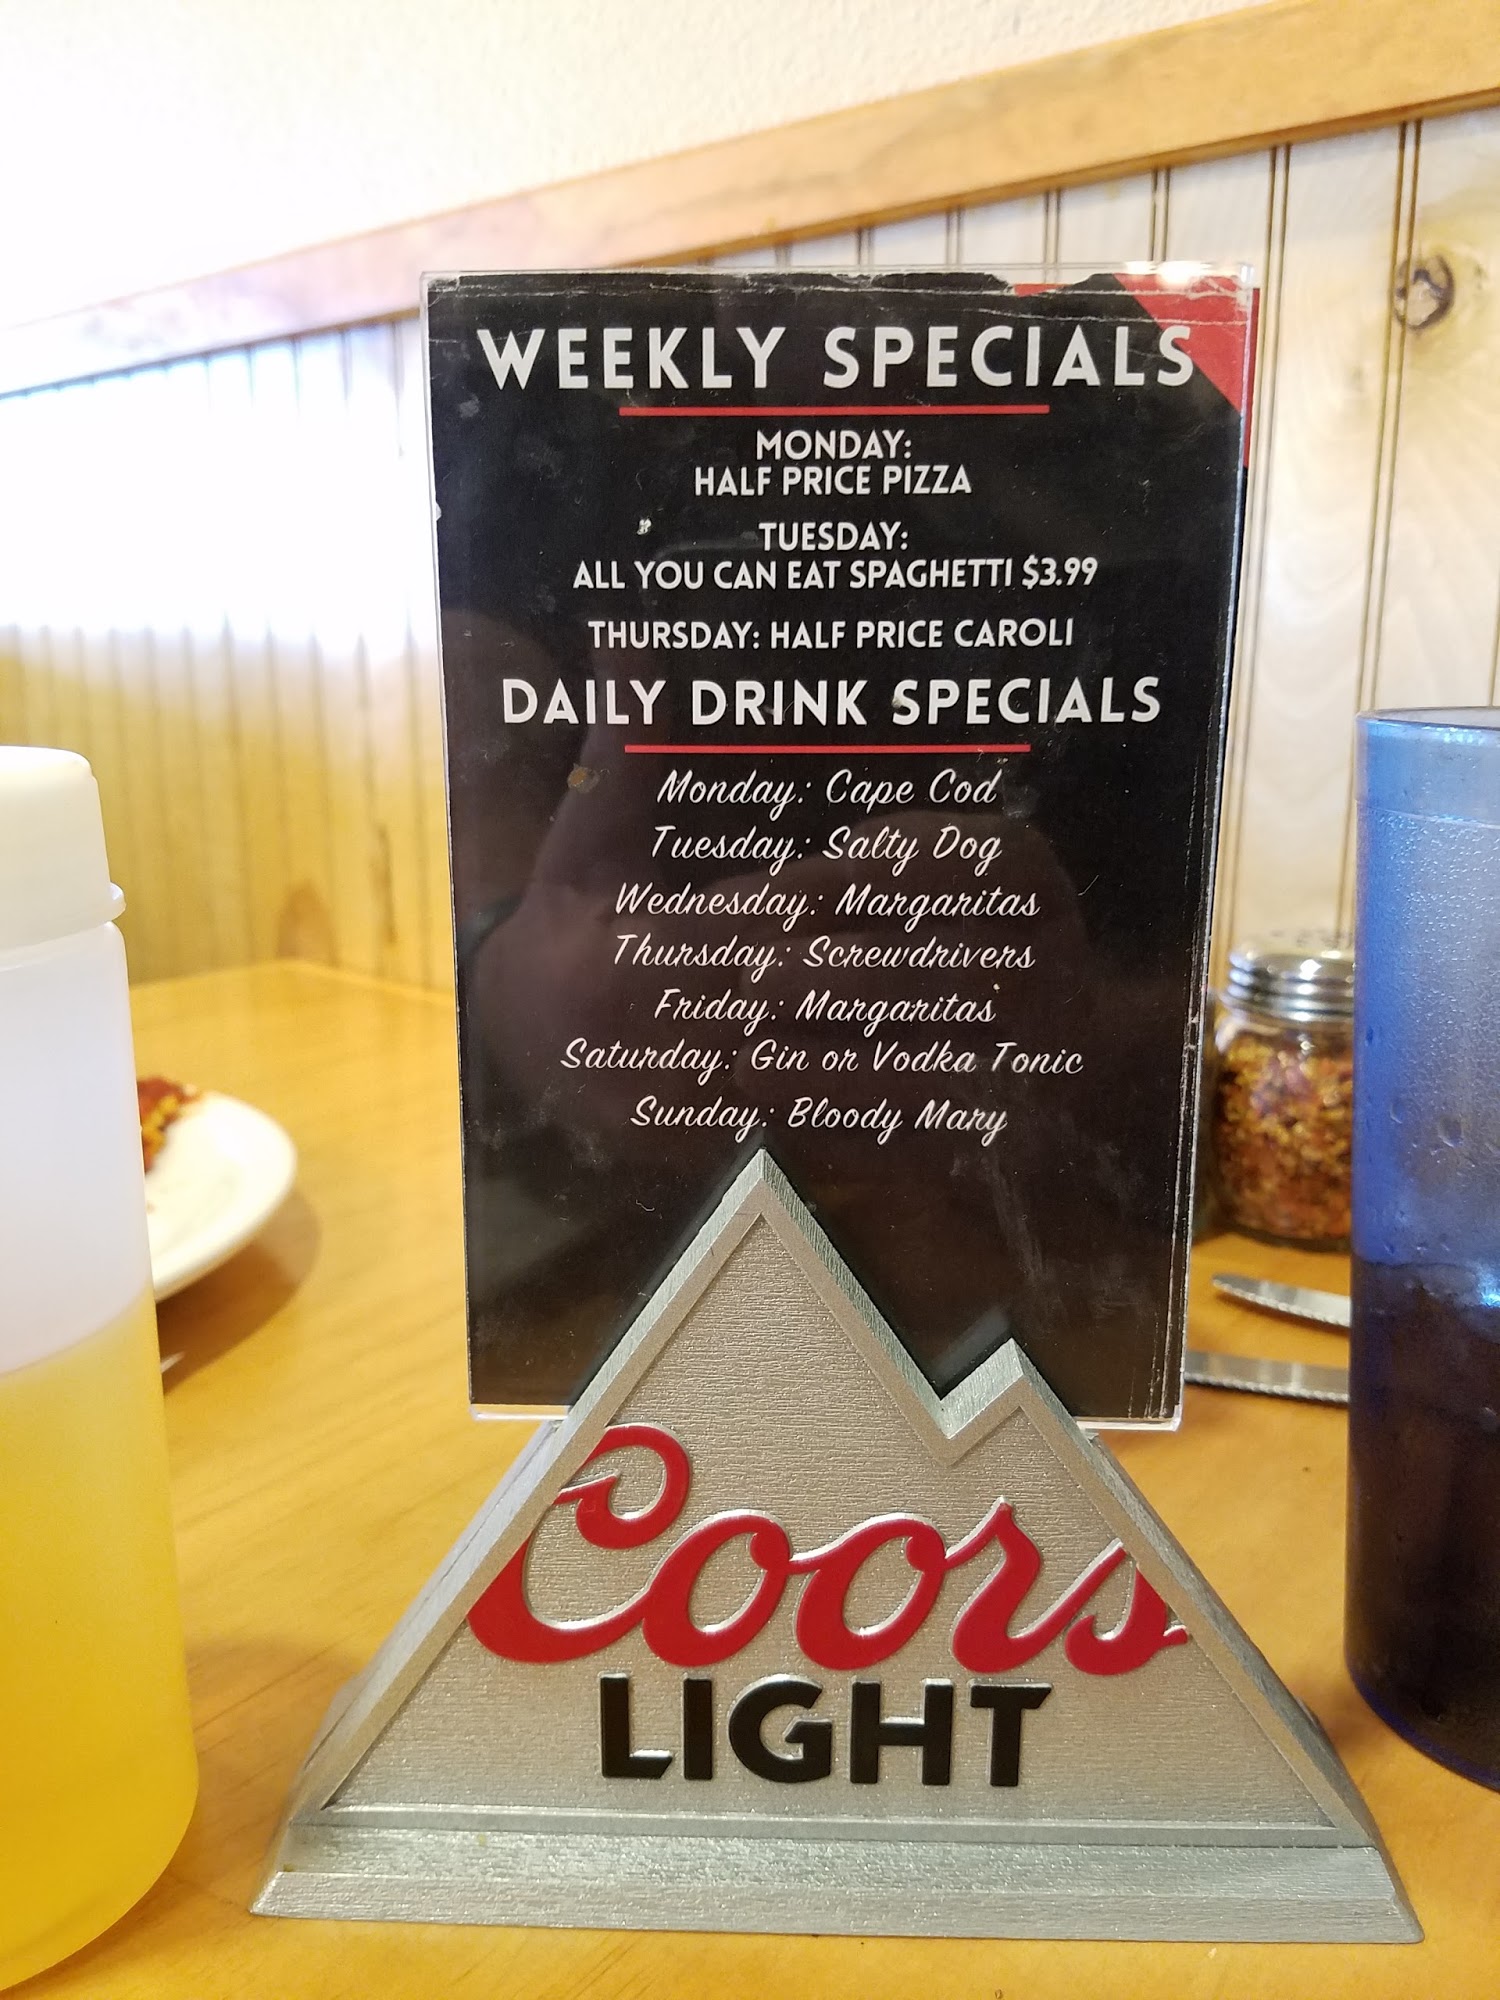 WEEKLY SPECIALS
MONDAY:
HALF PRICE PIZZA
TUESDAY:
ALL YOU CAN EAT SPAGHETTI $3.99
THURSDAY: HALF PRICE CAROLI
DAILY DRINK SPECIALS
Monday: Cape Cod
Tuesday: Salty Dog
Wednesday: Margaritas
Thursday: Screwdrivers
Friday: Margaritas
Saturday: Gin or Vodka Tonic
Sunday: Bloody Mary
Coors
LIGHT